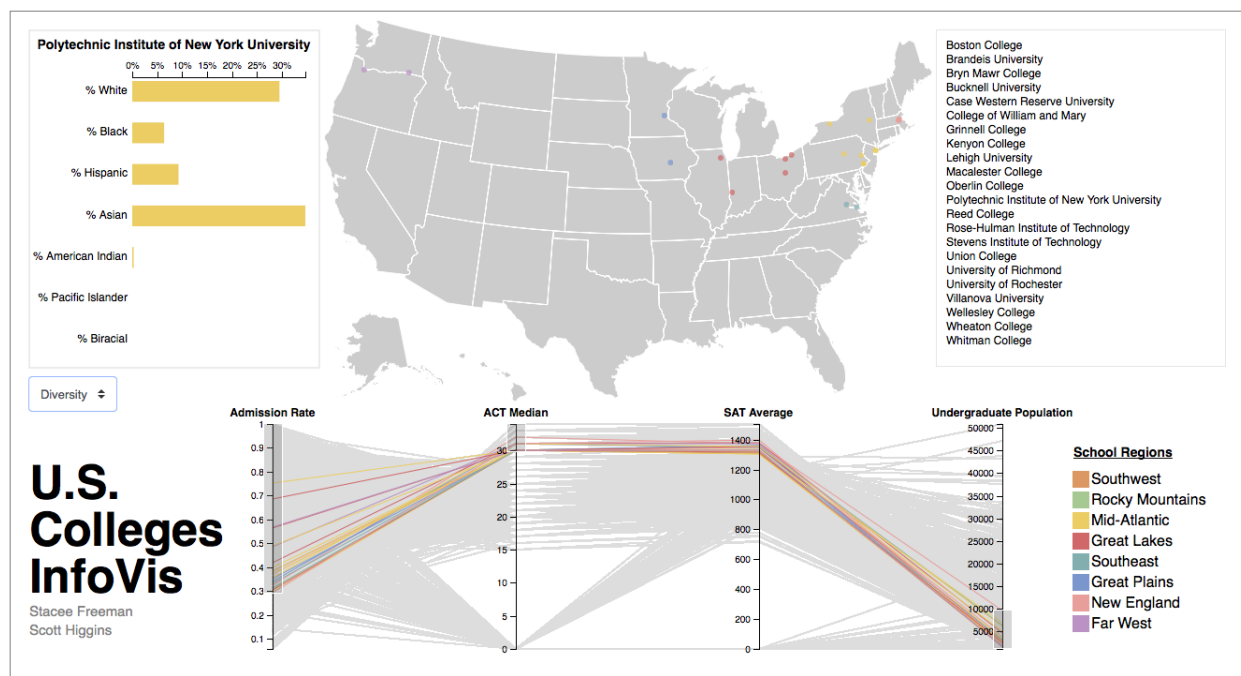 Polytechnic Institute of New York University
0% 5% 10% 15% 20% 25% 30%
% White
% Black
% Hispanic
% Asian
% American Indian
% Pacific Islander
% Biracial
Boston College
Brandeis University
Bryn Mawr College
Bucknell University
Case Western Reserve University
College of William and Mary
Grinnell College
Kenyon College
Lehigh University
Macalester College
Oberlin College
Polytechnic Institute of New York University
Reed College
Rose-Hulman Institute of Technology
Stevens Institute of Technology
Union College
University of Richmond
University of Rochester
Villanova University
Wellesley College
Wheaton College
Whitman College
Diversity
U.S.
Colleges
InfoVis
Stacee Freeman
Scott Higgins
Admission Rate
1
0.9
0.8
0.7
0.6
0.5
0.4
0.3
0.2
0.1
ACT Median
30
26
24
22
20
18
15
10
5
0
SAT Average
1400
1200
1000
800
600
400
200
0
Undergraduate Population
50000
45000
40000
35000
30000
25000
20000
15000
10000
5000
School Regions
Southwest
Rocky Mountains
Mid-Atlantic
Great Lakes
Southeast
Great Plains
New England
Far West